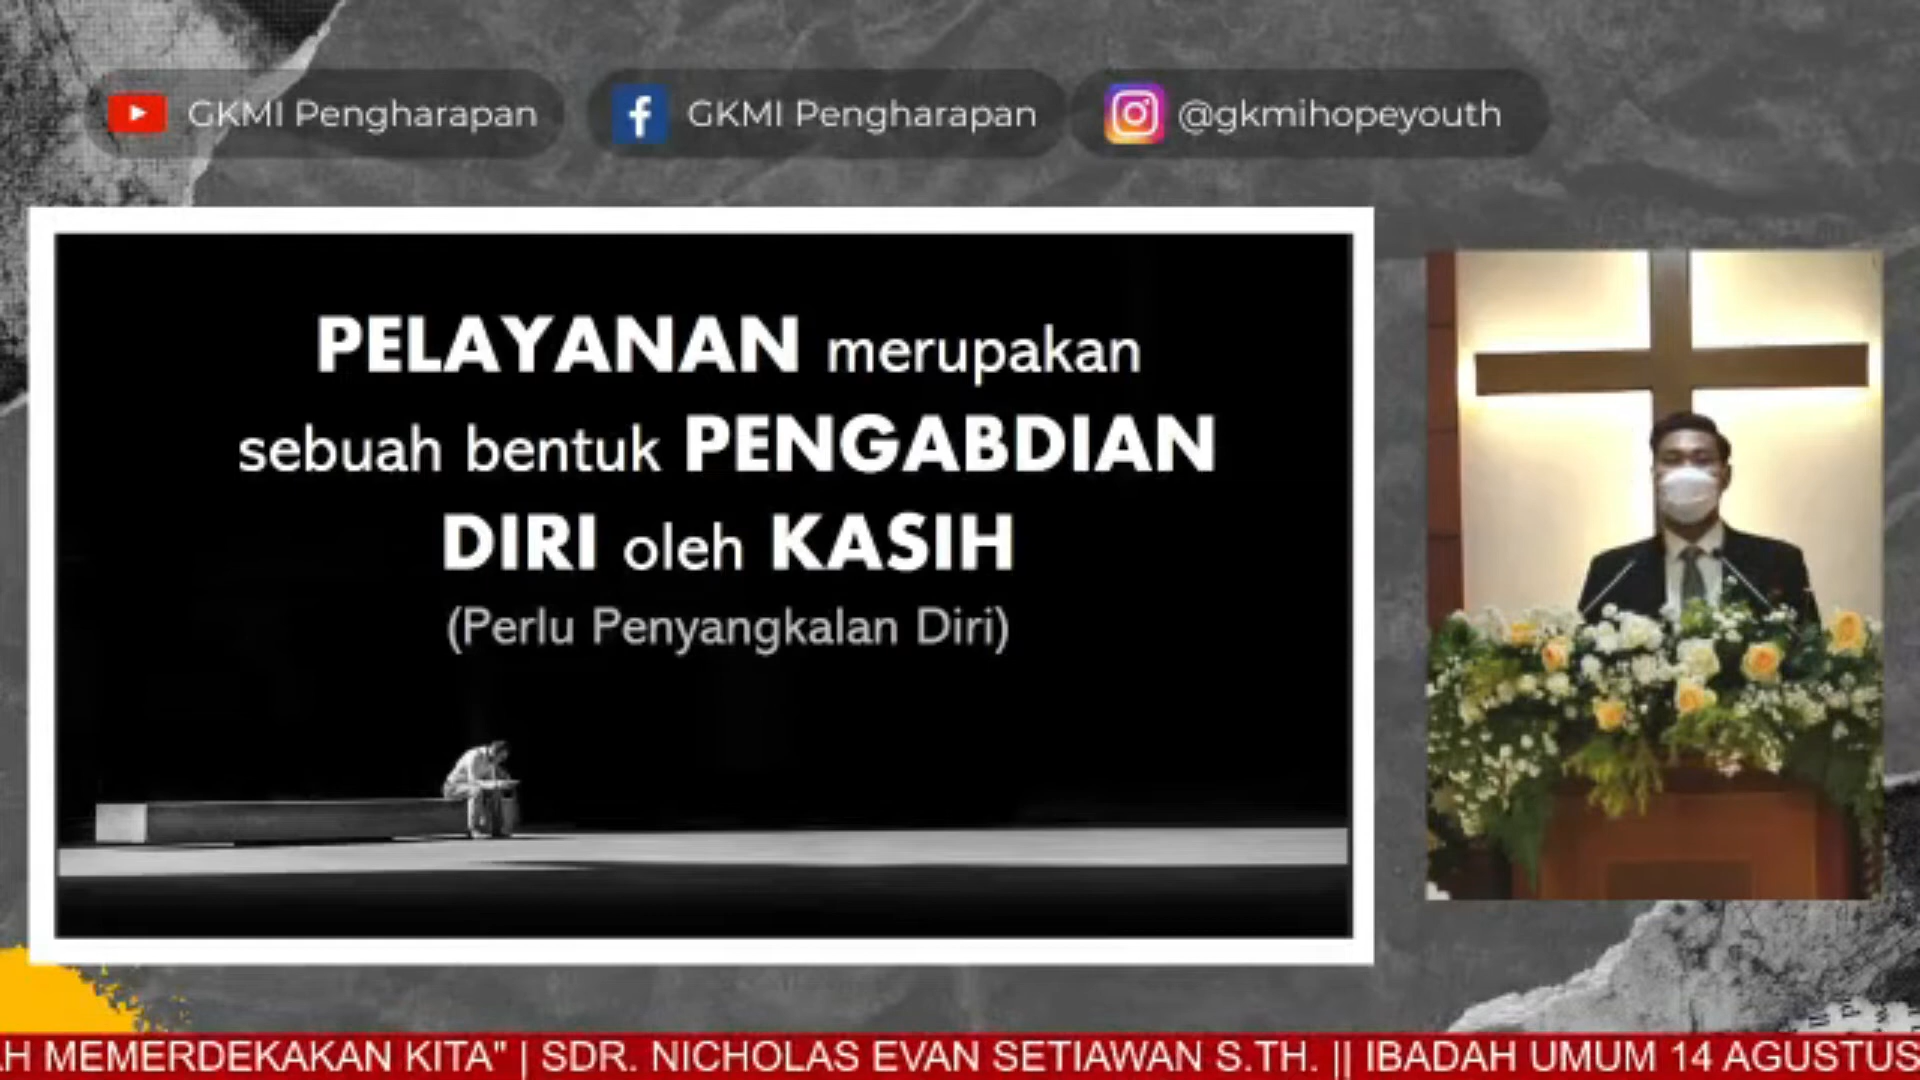 GKMI Pengharapan
GKMI Pengharapan
@gkmihopeyouth
PELAYANAN merupakan
sebuah bentuk PENGABDIAN
DIRI oleh KASIH
(Perlu Penyangkalan Diri)
H MEMERDEKAKAN KITA" | SDR. NICHOLAS EVAN SETIAWAN S.TH. || IBADAH UMUM 14 AGUSTUS